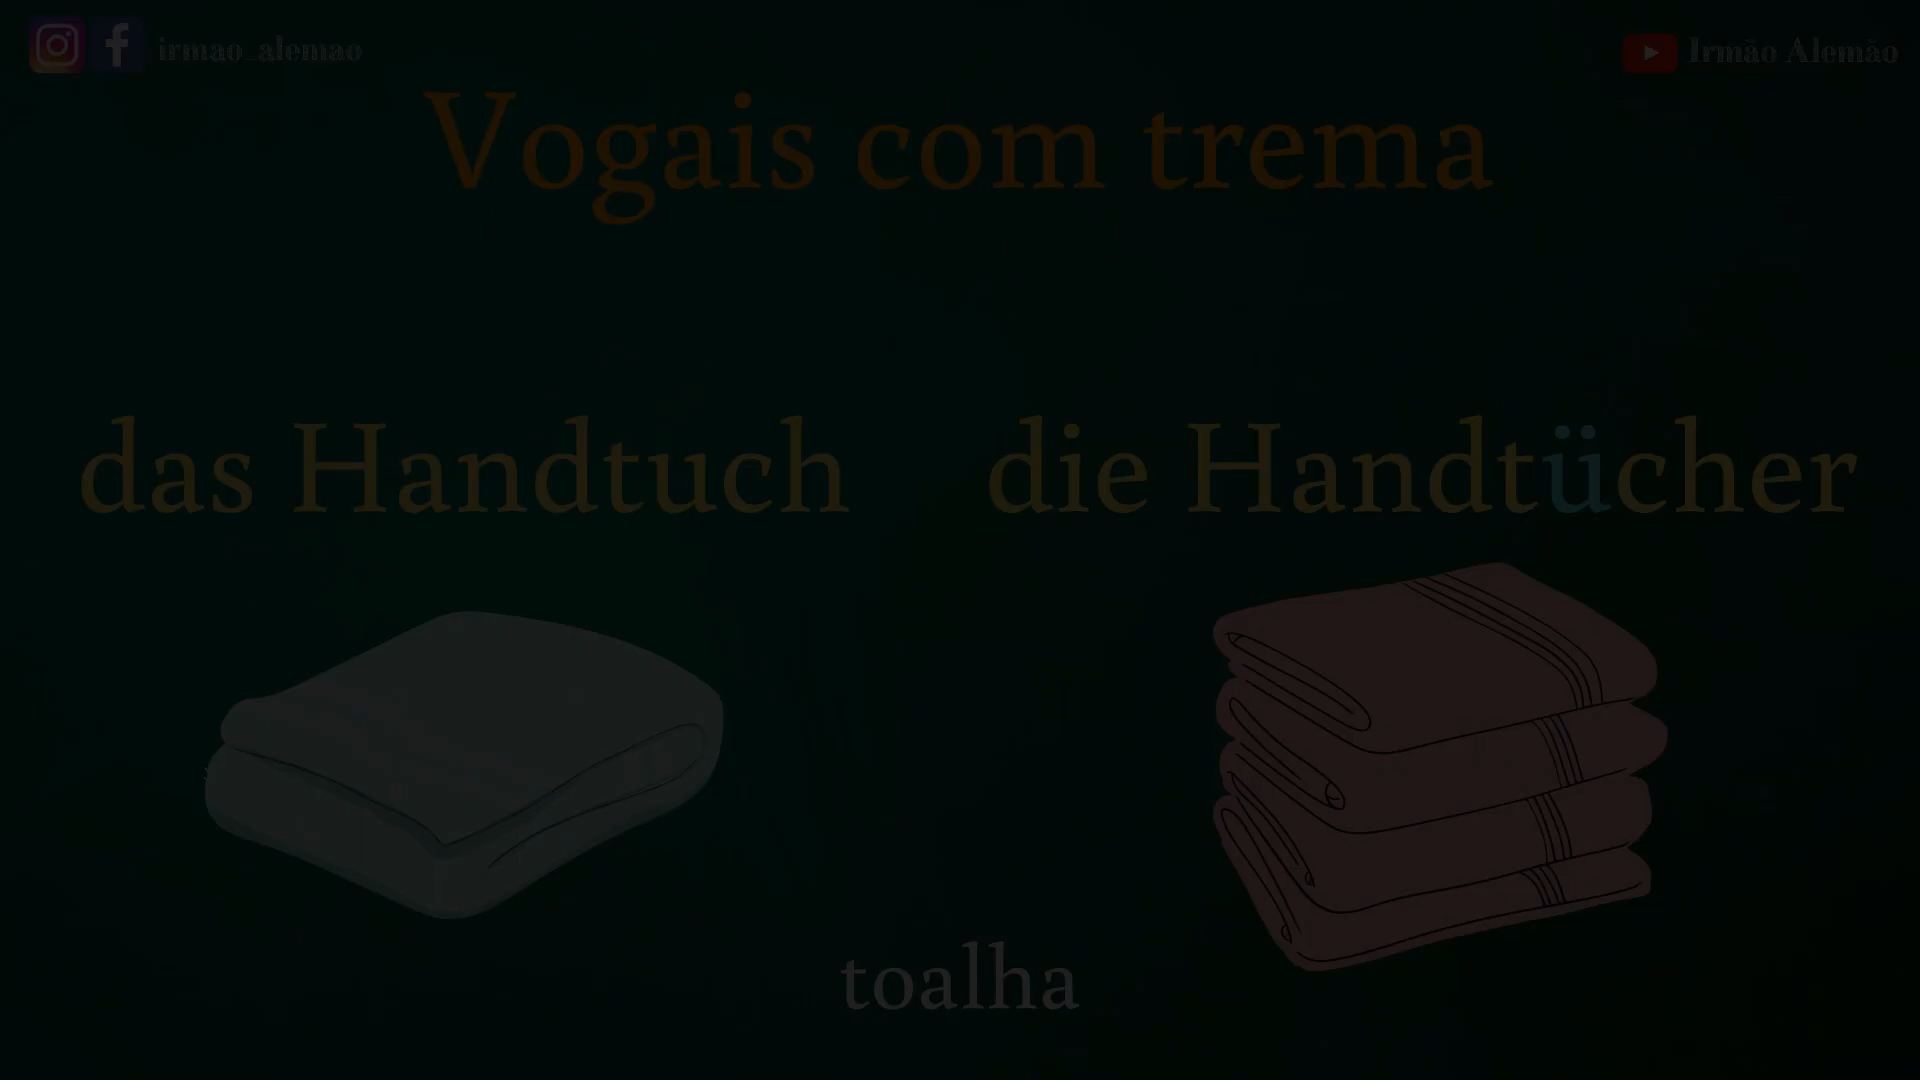 irmao_alemao
Irmão Alemão
Vogais com trema
das Handtuch
die Handtücher
toalha